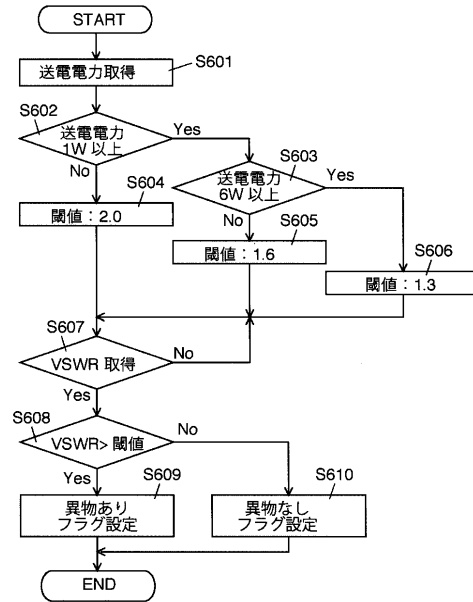 START
送電電力取得
S601
S602
送電電力
1W 以上
Yes
No
S603
送電電力
6W 以上
Yes
No
S604
閾値：2.0
S605
閾値：1.6
S606
閾値：1.3
S607
VSWR 取得
No
Yes
S608
VSWR> 閾値
No
Yes
S609
異物あり
フラグ設定
S610
異物なし
フラグ設定
END